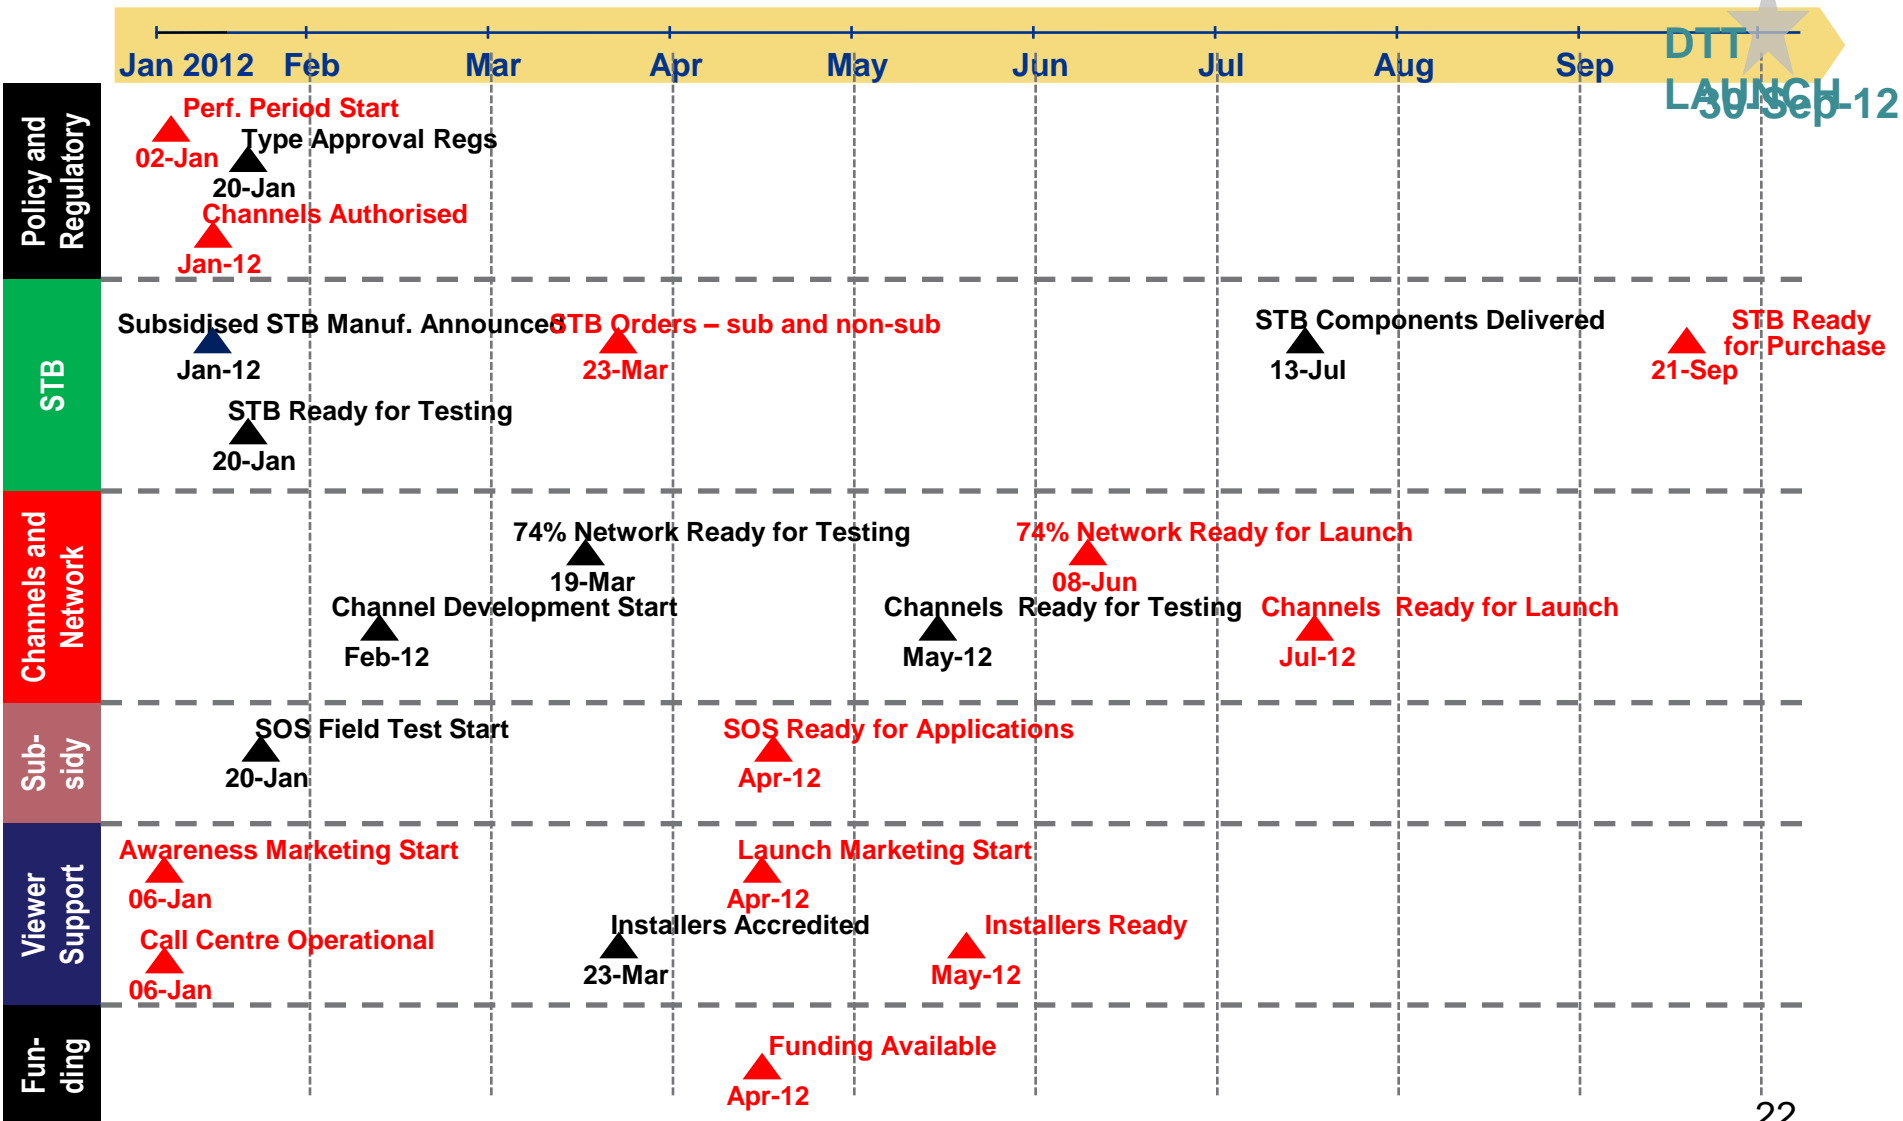 Jan 2012 Feb Mar Apr May Jun Jul Aug Sep
DTT
LAUNCH
30-Sep-12
Policy and
Regulatory
Perf. Period Start
02-Jan
Type Approval Regs
20-Jan
Channels Authorised
Jan-12
STB
Subsidised STB Manuf. Announced
Jan-12
STB Orders – sub and non-sub
23-Mar
STB Components Delivered
13-Jul
STB Ready
for Purchase
21-Sep
STB Ready for Testing
20-Jan
Channels and
Network
74% Network Ready for Testing
19-Mar
74% Network Ready for Launch
08-Jun
Channel Development Start
Feb-12
Channels Ready for Testing
May-12
Channels Ready for Launch
Jul-12
Sub-
sidy
SOS Field Test Start
20-Jan
SOS Ready for Applications
Apr-12
Viewer
Support
Awareness Marketing Start
06-Jan
Launch Marketing Start
Apr-12
Call Centre Operational
06-Jan
Installers Accredited
23-Mar
Installers Ready
May-12
Fun-
ding
Funding Available
Apr-12
22